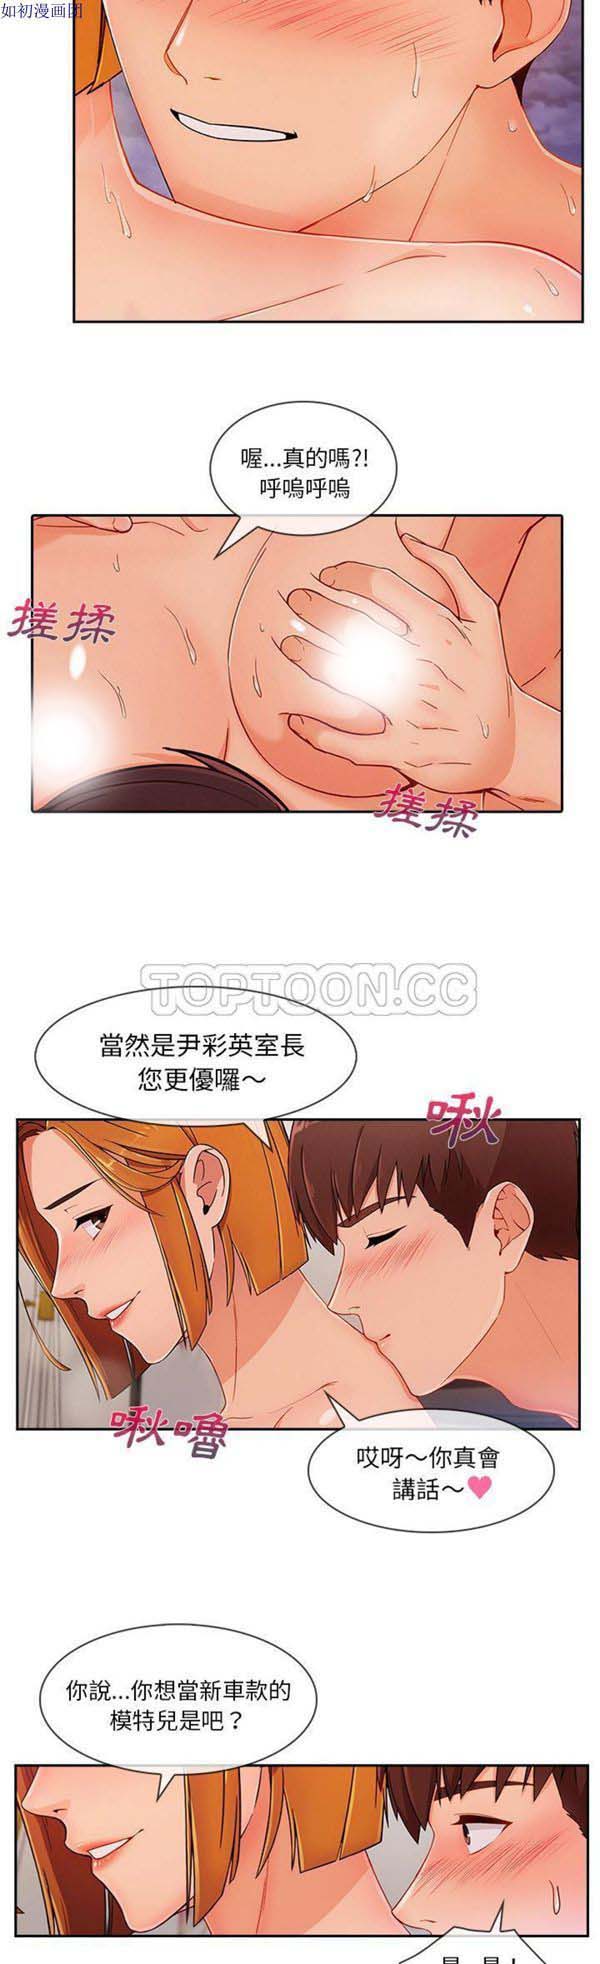 如初漫画团
喔...真的嗎?!
呼嗚呼嗚
搓揉
搓揉
TOPTOON.CC
當然是尹彩英室長
您更優囉～
啾
啾嚕
哎呀～你真會
講話～♥
你說...你想當新車款的
模特兒是吧？